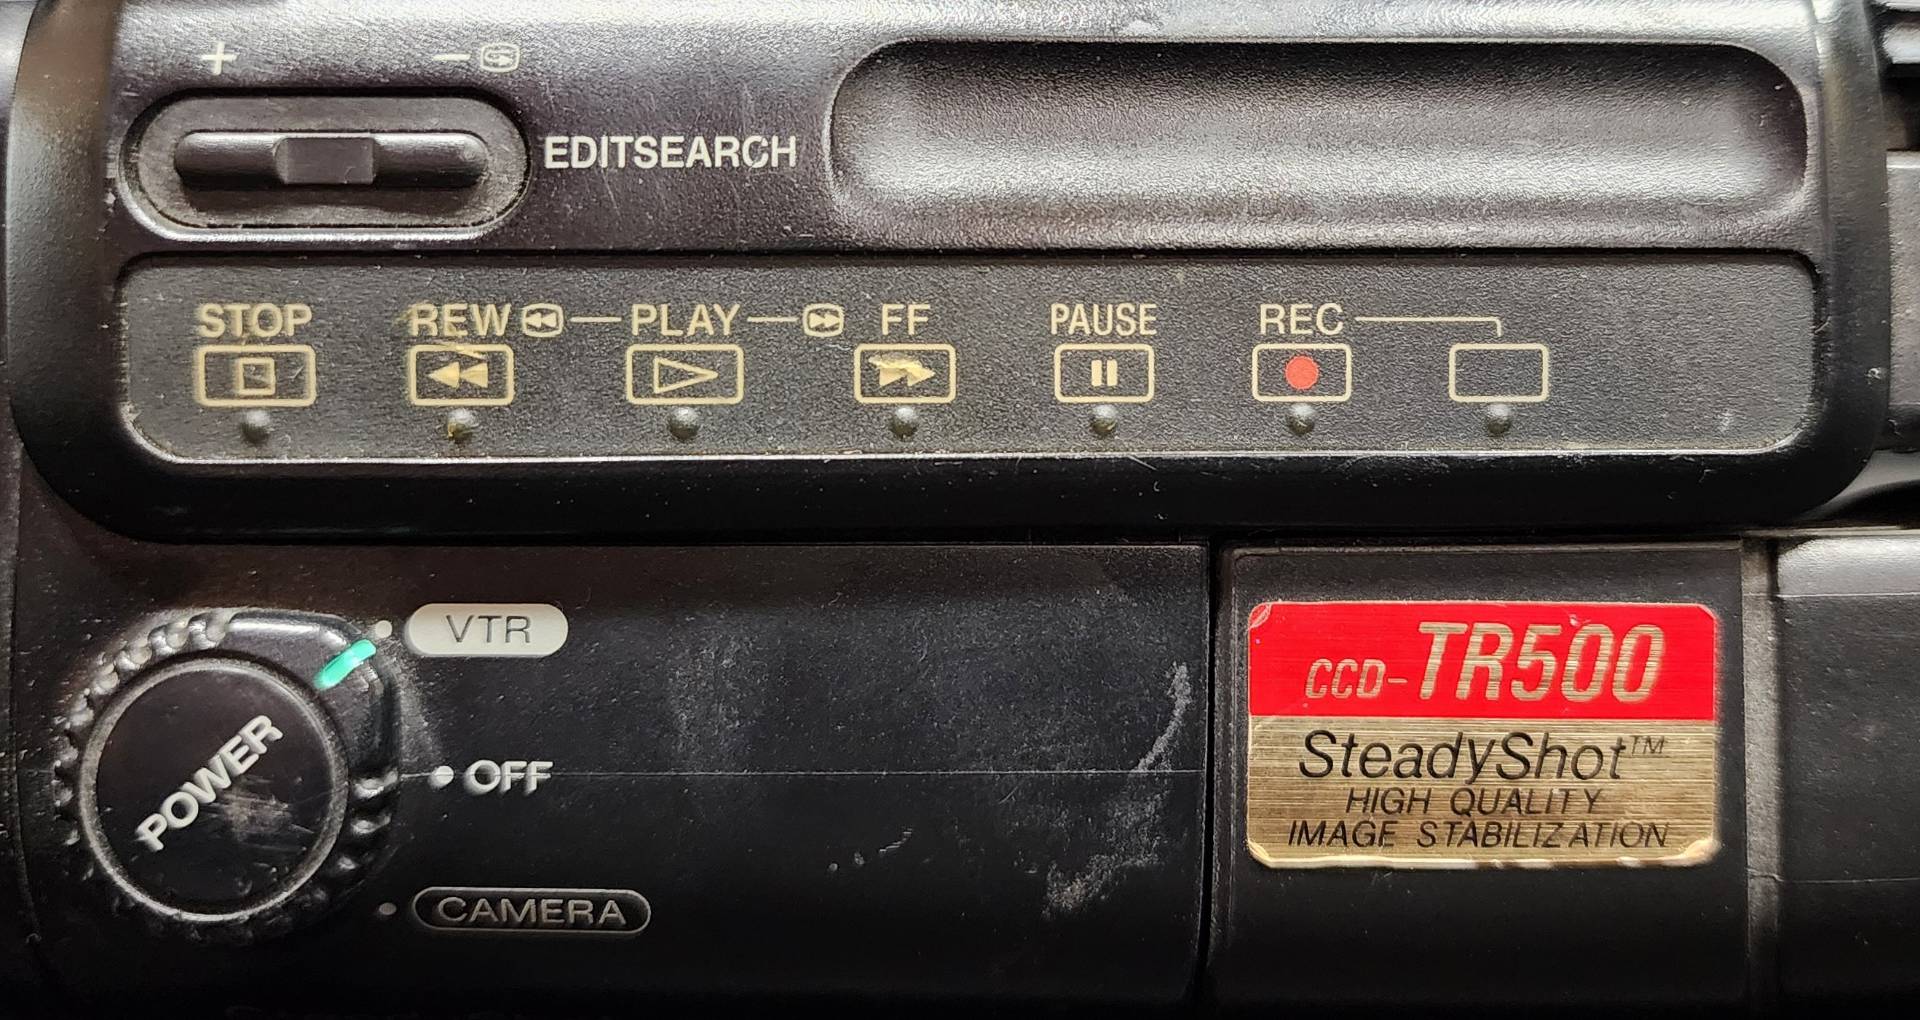 + −
EDITSEARCH
STOP REW PLAY FF PAUSE REC
VTR
POWER
OFF
CAMERA
CCD-TR500
SteadyShot™
HIGH QUALITY
IMAGE STABILIZATION